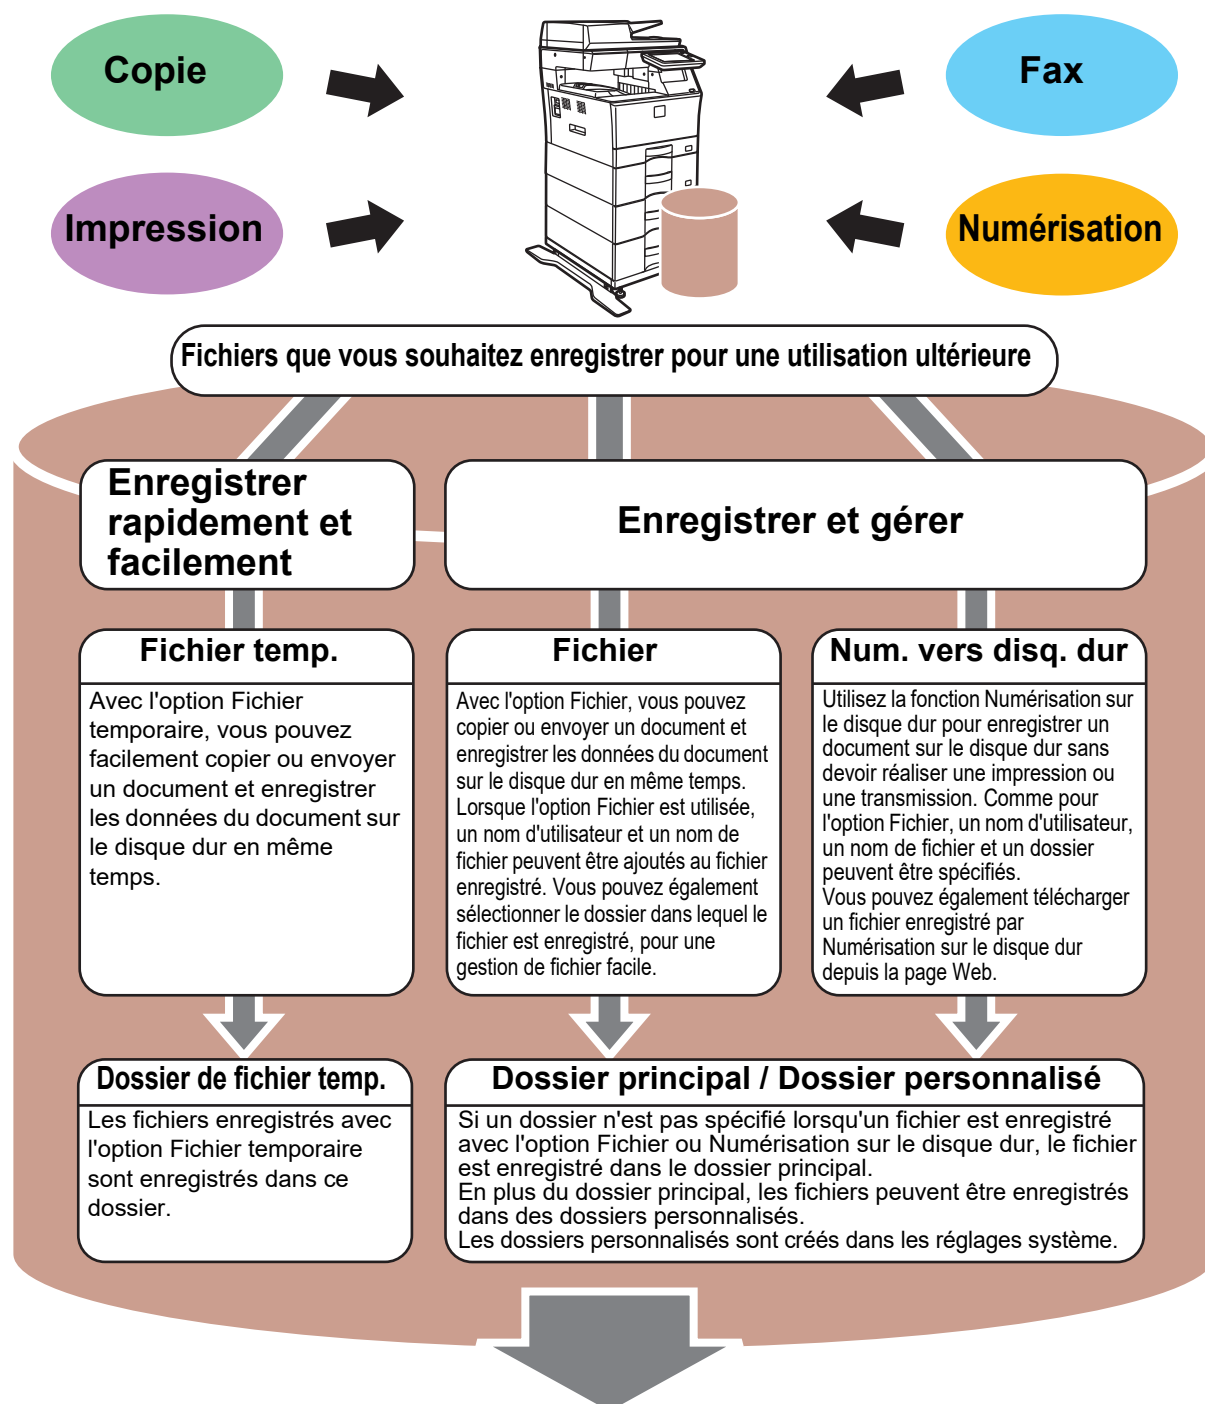 Copie
Fax
Impression
Numérisation
Fichiers que vous souhaitez enregistrer pour une utilisation ultérieure
Enregistrer
rapidement et
facilement
Enregistrer et gérer
Fichier temp.
Avec l'option Fichier
temporaire, vous pouvez
facilement copier ou envoyer
un document et enregistrer
les données du document sur
le disque dur en même
temps.
Fichier
Avec l'option Fichier, vous pouvez
copier ou envoyer un document et
enregistrer les données du document
sur le disque dur en même temps.
Lorsque l'option Fichier est utilisée,
un nom d'utilisateur et un nom de
fichier peuvent être ajoutés au fichier
enregistré. Vous pouvez également
sélectionner le dossier dans lequel le
fichier est enregistré, pour une
gestion de fichier facile.
Num. vers disq. dur
Utilisez la fonction Numérisation sur
le disque dur pour enregistrer un
document sur le disque dur sans
devoir réaliser une impression ou
une transmission. Comme pour
l'option Fichier, un nom d'utilisateur,
un nom de fichier et un dossier
peuvent être spécifiés.
Vous pouvez également télécharger
un fichier enregistré par
Numérisation sur le disque dur
depuis la page Web.
Dossier de fichier temp.
Les fichiers enregistrés avec
l'option Fichier temporaire
sont enregistrés dans ce
dossier.
Dossier principal / Dossier personnalisé
Si un dossier n'est pas spécifié lorsqu'un fichier est enregistré
avec l'option Fichier ou Numérisation sur le disque dur, le fichier
est enregistré dans le dossier principal.
En plus du dossier principal, les fichiers peuvent être enregistrés
dans des dossiers personnalisés.
Les dossiers personnalisés sont créés dans les réglages système.